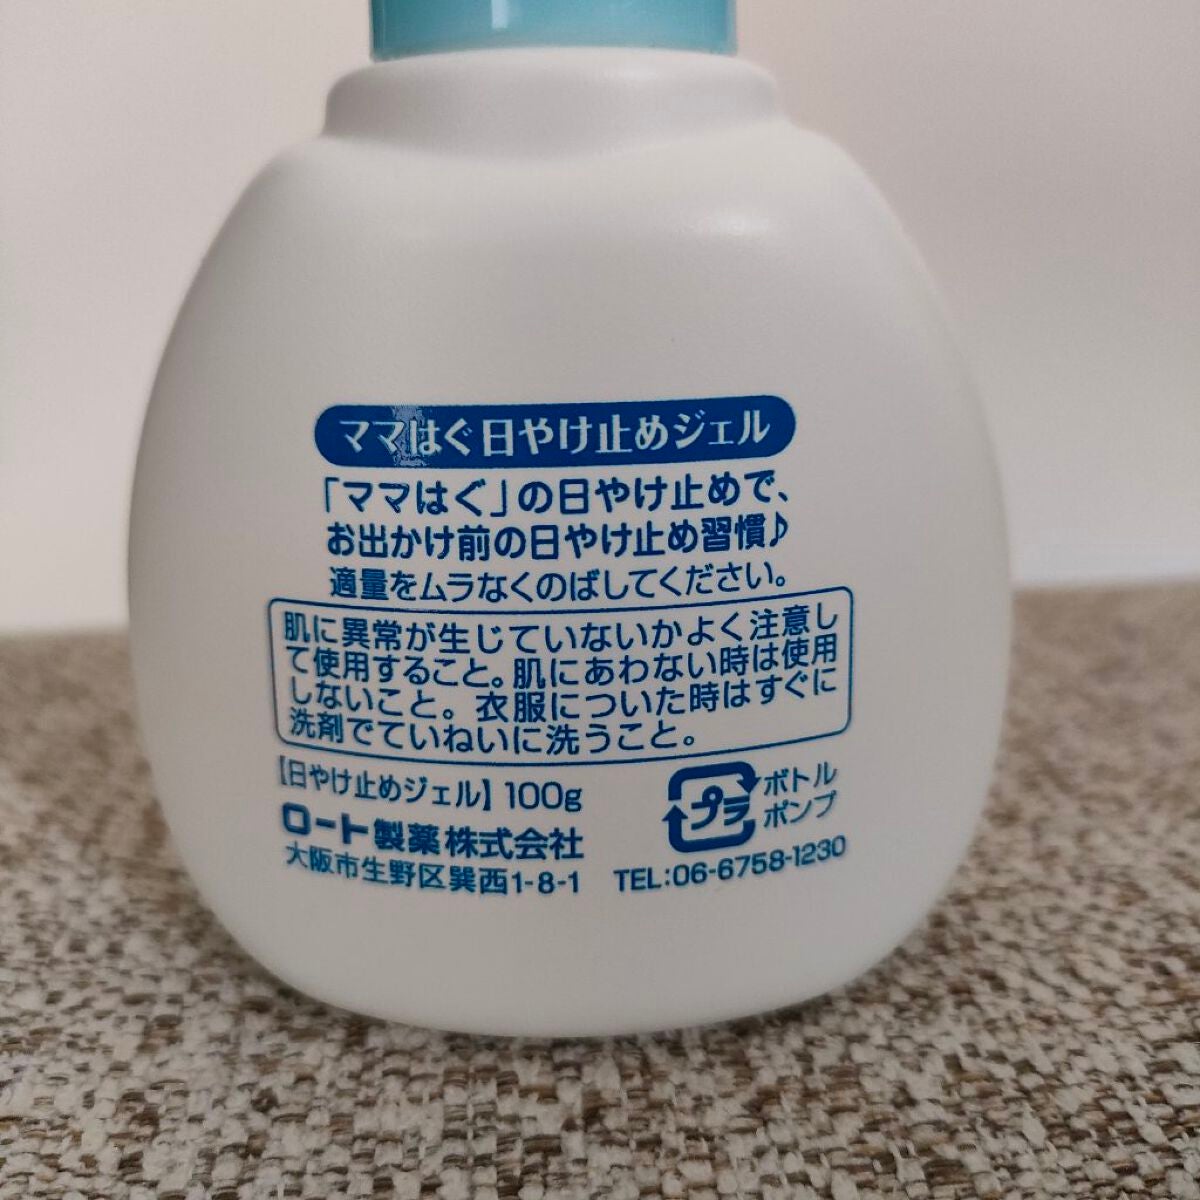 ママはぐ日やけ止めジェル
「ママはぐ」の日やけ止めで、
お出かけ前の日やけ止め習慣♪
適量をムラなくのばしてください。
肌に異常が生じていないかよく注意し
て使用すること。肌にあわない時は使用
しないこと。衣服についた時はすぐに
洗剤でていねいに洗うこと。
【日やけ止めジェル】100g
ロート製薬株式会社
大阪市生野区巽西1-8-1
プラ
ボトル
ポンプ
TEL:06-6758-1230